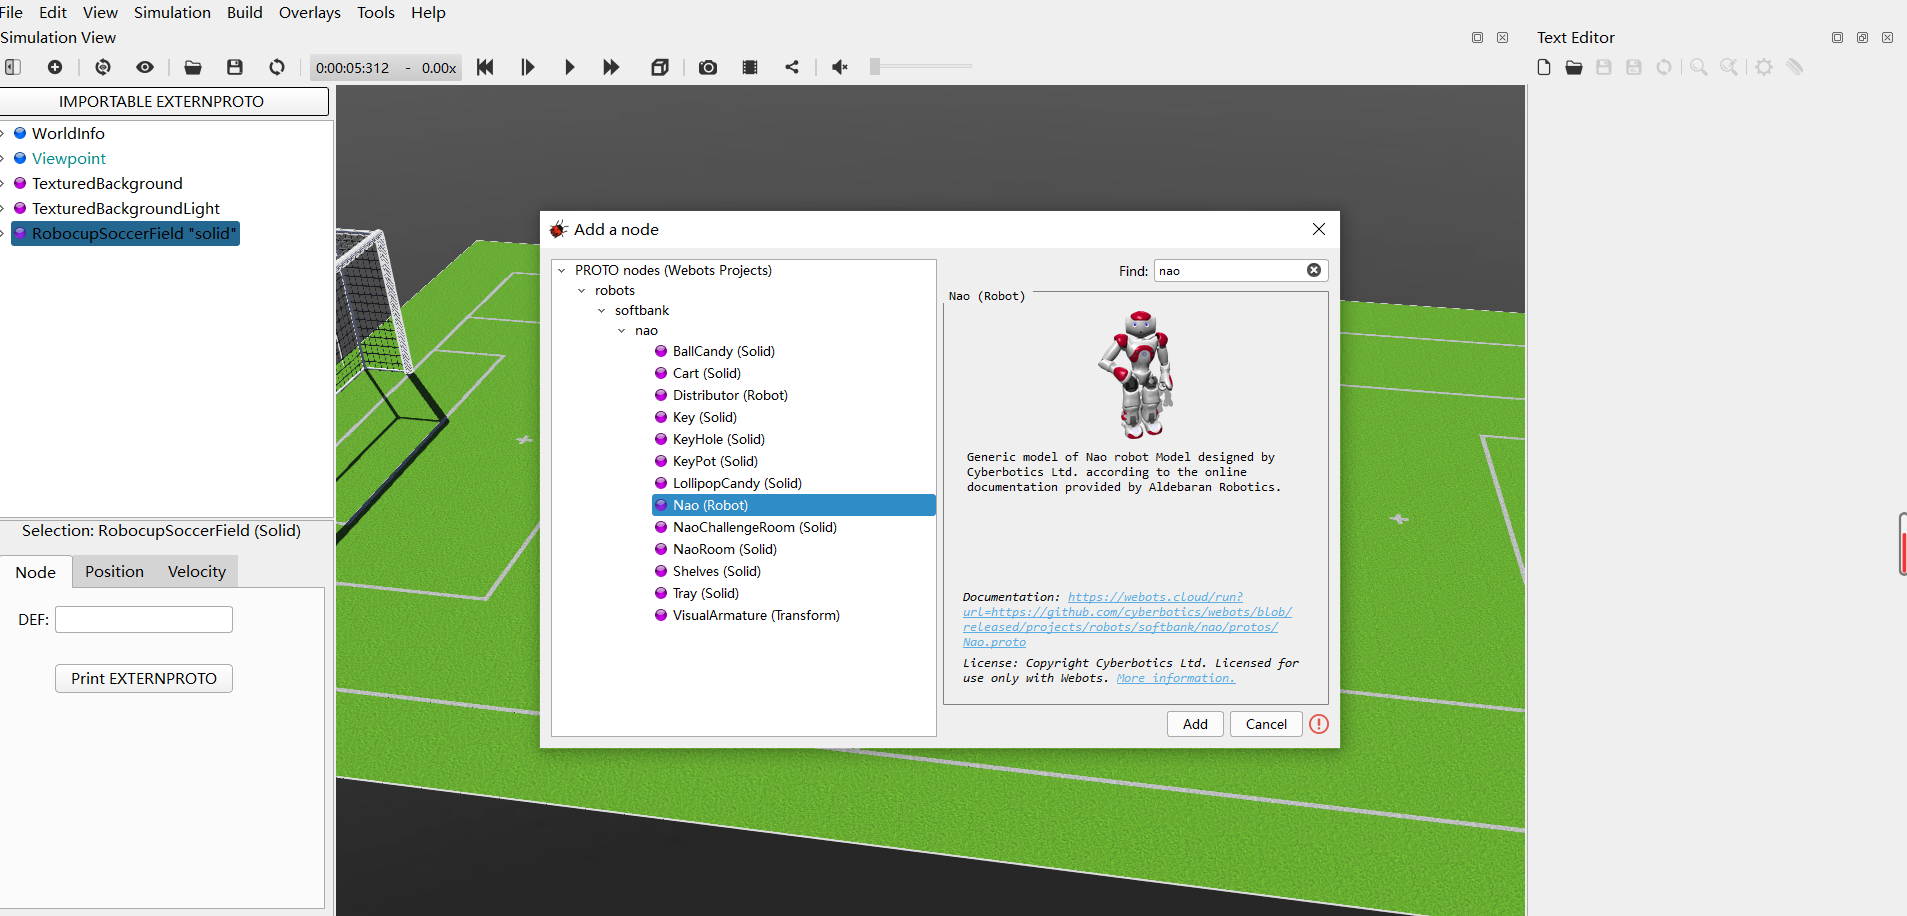 File Edit View Simulation Build Overlays Tools Help
Simulation View
Text Editor
0:00:05:312 - 0.00x
IMPORTABLE EXTERNPROTO
WorldInfo
Viewpoint
TexturedBackground
TexturedBackgroundLight
RobocupSoccerField "solid"
Selection: RobocupSoccerField (Solid)
Node Position Velocity
DEF:
Print EXTERNPROTO
Add a node
PROTO nodes (Webots Projects)
robots
softbank
nao
BallCandy (Solid)
Cart (Solid)
Distributor (Robot)
Key (Solid)
KeyHole (Solid)
KeyPot (Solid)
LollipopCandy (Solid)
Nao (Robot)
NaoChallengeRoom (Solid)
NaoRoom (Solid)
Shelves (Solid)
Tray (Solid)
VisualArmature (Transform)
Find: nao
Nao (Robot)
Generic model of Nao robot Model designed by
Cyberbotics Ltd. according to the online
documentation provided by Aldebaran Robotics.
Documentation: https://webots.cloud/run?
url=https://github.com/cyberbotics/webots/blob/
released/projects/robots/softbank/nao/protos/
Nao.proto
License: Copyright Cyberbotics Ltd. Licensed for
use only with Webots. More information.
Add Cancel